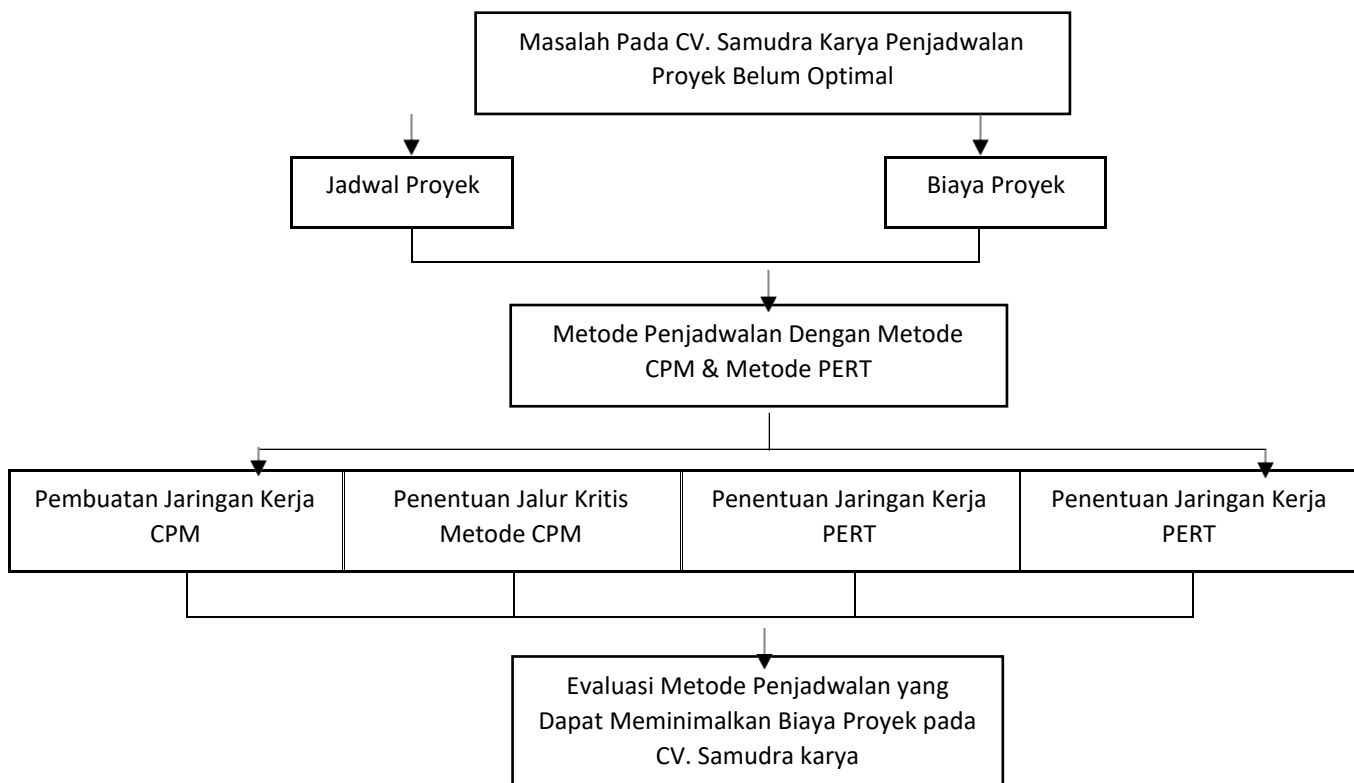 Masalah Pada CV. Samudra Karya Penjadwalan
Proyek Belum Optimal
Jadwal Proyek
Biaya Proyek
Metode Penjadwalan Dengan Metode
CPM & Metode PERT
Pembuatan Jaringan Kerja
CPM
Penentuan Jalur Kritis
Metode CPM
Penentuan Jaringan Kerja
PERT
Penentuan Jaringan Kerja
PERT
Evaluasi Metode Penjadwalan yang
Dapat Meminimalkan Biaya Proyek pada
CV. Samudra karya